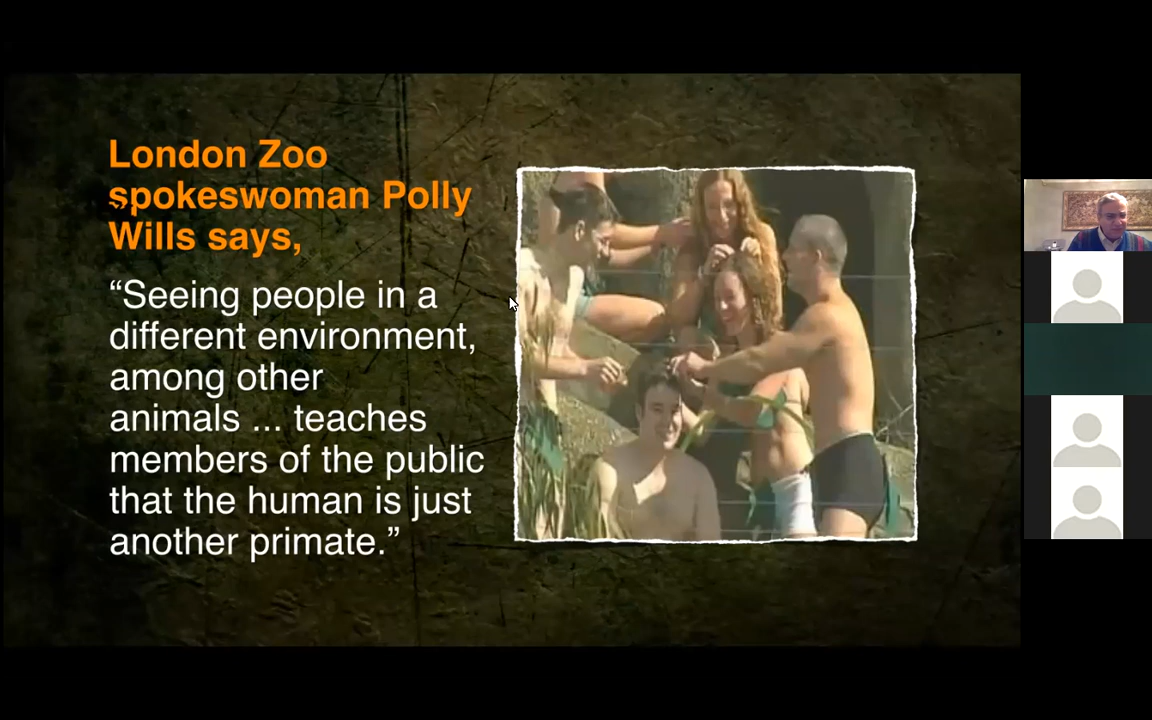 London Zoo
spokeswoman Polly
Wills says,
“Seeing people in a
different environment,
among other
animals ... teaches
members of the public
that the human is just
another primate.”